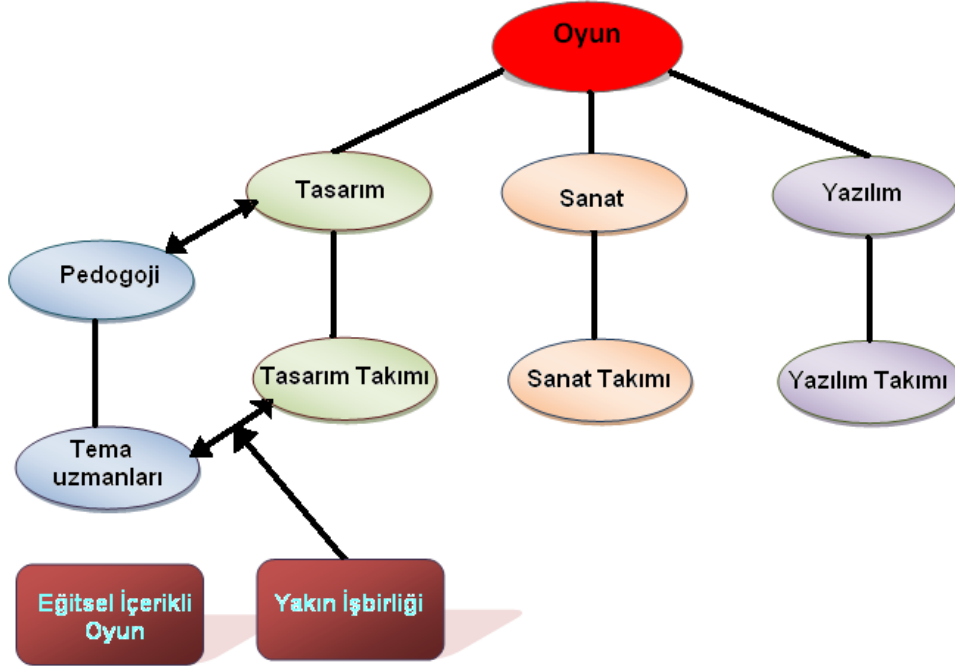 Oyun
Tasarım
Sanat
Yazılım
Pedogoji
Tasarım Takımı
Sanat Takımı
Yazılım Takımı
Tema
uzmanları
Eğitsel İçerikli
Oyun
Yakın İşbirliği